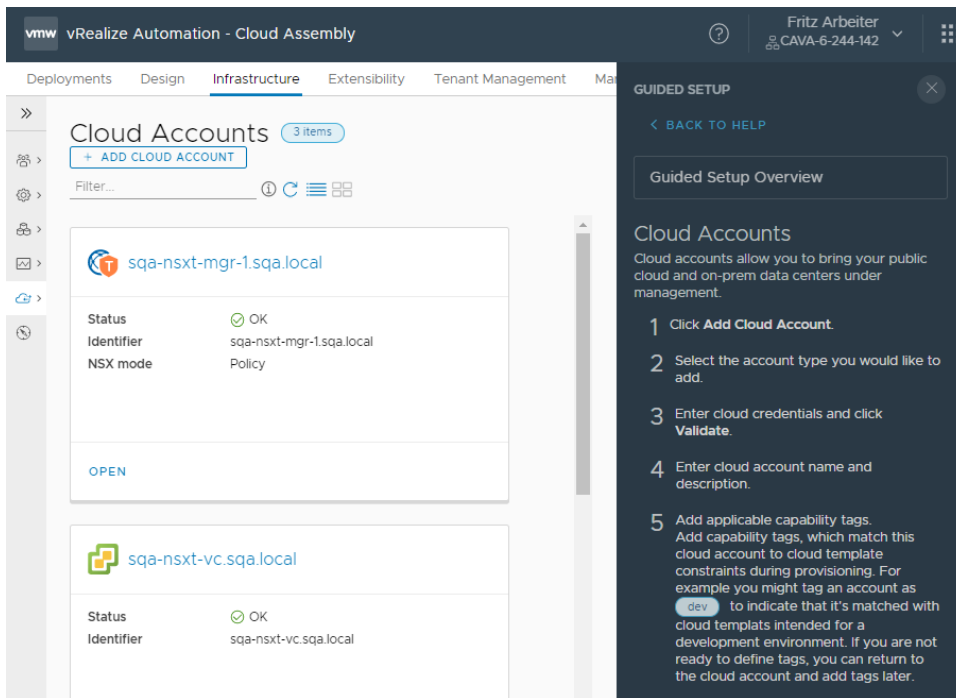 vmw vRealize Automation - Cloud Assembly
Fritz Arbeiter
CAVA-6-244-142
Deployments Design Infrastructure Extensibility Tenant Management Mar
Cloud Accounts 3 items
+ ADD CLOUD ACCOUNT
Filter...
T sqa-nsxt-mgr-1.sqa.local
Status OK
Identifier sqa-nsxt-mgr-1.sqa.local
NSX mode Policy
OPEN
sqa-nsxt-vc.sqa.local
Status OK
Identifier sqa-nsxt-vc.sqa.local
GUIDED SETUP
BACK TO HELP
Guided Setup Overview
Cloud Accounts
Cloud accounts allow you to bring your public
cloud and on-prem data centers under
management.
1 Click Add Cloud Account.
2 Select the account type you would like to
add.
3 Enter cloud credentials and click
Validate.
4 Enter cloud account name and
description.
5 Add applicable capability tags.
Add capability tags, which match this
cloud account to cloud template
constraints during provisioning. For
example you might tag an account as
dev to indicate that it's matched with
cloud templats intended for a
development environment. If you are not
ready to define tags, you can return to
the cloud account and add tags later.